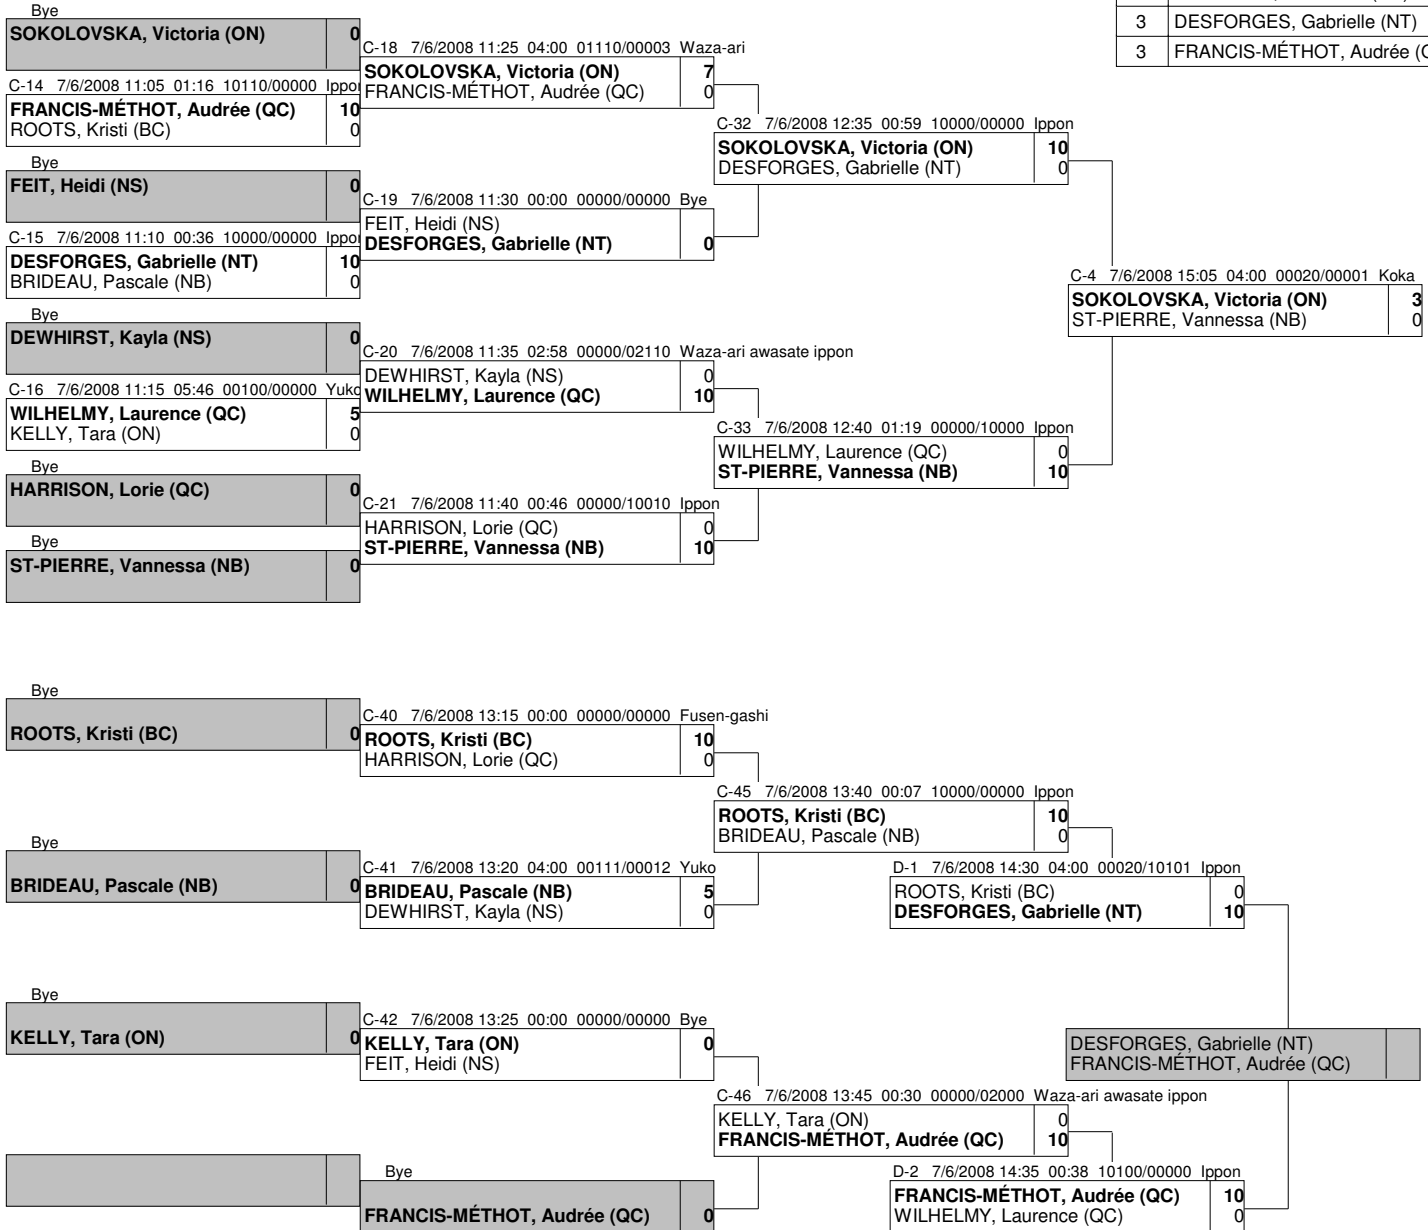 3 DESFORGES, Gabrielle (NT)
3 FRANCIS-MÉTHOT, Audrée
Bye
SOKOLOVSKA, Victoria (ON) 0
C-14 7/6/2008 11:05 01:16 10110/00000 Ippon
FRANCIS-MÉTHOT, Audrée (QC) 10
ROOTS, Kristi (BC) 0
Bye
FEIT, Heidi (NS) 0
C-15 7/6/2008 11:10 00:36 10000/00000 Ippon
DESFORGES, Gabrielle (NT) 10
BRIDEAU, Pascale (NB) 0
Bye
DEWHIRST, Kayla (NS) 0
C-16 7/6/2008 11:15 05:46 00100/00000 Yuko
WILHELMY, Laurence (QC) 5
KELLY, Tara (ON) 0
Bye
HARRISON, Lorie (QC) 0
Bye
ST-PIERRE, Vannessa (NB) 0
C-18 7/6/2008 11:25 04:00 01110/00003 Waza-ari
SOKOLOVSKA, Victoria (ON) 7
FRANCIS-MÉTHOT, Audrée (QC) 0
C-19 7/6/2008 11:30 00:00 00000/00000 Bye
FEIT, Heidi (NS)
DESFORGES, Gabrielle (NT) 0
C-20 7/6/2008 11:35 02:58 00000/02110 Waza-ari awasate ippon
DEWHIRST, Kayla (NS) 0
WILHELMY, Laurence (QC) 10
C-21 7/6/2008 11:40 00:46 00000/10010 Ippon
HARRISON, Lorie (QC) 0
ST-PIERRE, Vannessa (NB) 10
C-32 7/6/2008 12:35 00:59 10000/00000 Ippon
SOKOLOVSKA, Victoria (ON) 10
DESFORGES, Gabrielle (NT) 0
C-33 7/6/2008 12:40 01:19 00000/10000 Ippon
WILHELMY, Laurence (QC) 0
ST-PIERRE, Vannessa (NB) 10
C-4 7/6/2008 15:05 04:00 00020/00001 Koka
SOKOLOVSKA, Victoria (ON) 3
ST-PIERRE, Vannessa (NB) 0
Bye
ROOTS, Kristi (BC) 0
Bye
BRIDEAU, Pascale (NB) 0
Bye
KELLY, Tara (ON) 0
C-40 7/6/2008 13:15 00:00 00000/00000 Fusen-gashi
ROOTS, Kristi (BC) 10
HARRISON, Lorie (QC) 0
C-41 7/6/2008 13:20 04:00 00111/00012 Yuko
BRIDEAU, Pascale (NB) 5
DEWHIRST, Kayla (NS) 0
C-42 7/6/2008 13:25 00:00 00000/00000 Bye
KELLY, Tara (ON) 0
FEIT, Heidi (NS)
Bye
FRANCIS-MÉTHOT, Audrée (QC) 0
C-45 7/6/2008 13:40 00:07 10000/00000 Ippon
ROOTS, Kristi (BC) 10
BRIDEAU, Pascale (NB) 0
C-46 7/6/2008 13:45 00:30 00000/02000 Waza-ari awasate ippon
KELLY, Tara (ON) 0
FRANCIS-MÉTHOT, Audrée (QC) 10
D-1 7/6/2008 14:30 04:00 00020/10101 Ippon
ROOTS, Kristi (BC) 0
DESFORGES, Gabrielle (NT) 10
D-2 7/6/2008 14:35 00:38 10100/00000 Ippon
FRANCIS-MÉTHOT, Audrée (QC) 10
WILHELMY, Laurence (QC) 0
DESFORGES, Gabrielle (NT)
FRANCIS-MÉTHOT, Audrée (QC)